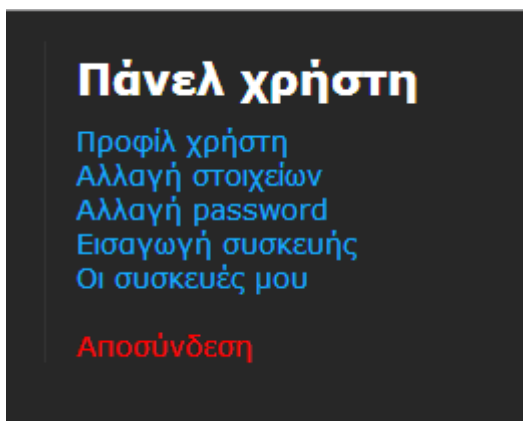 Πάνελ χρήστη
Προφίλ χρήστη
Αλλαγή στοιχείων
Αλλαγή password
Εισαγωγή συσκευής
Οι συσκευές μου
Αποσύνδεση